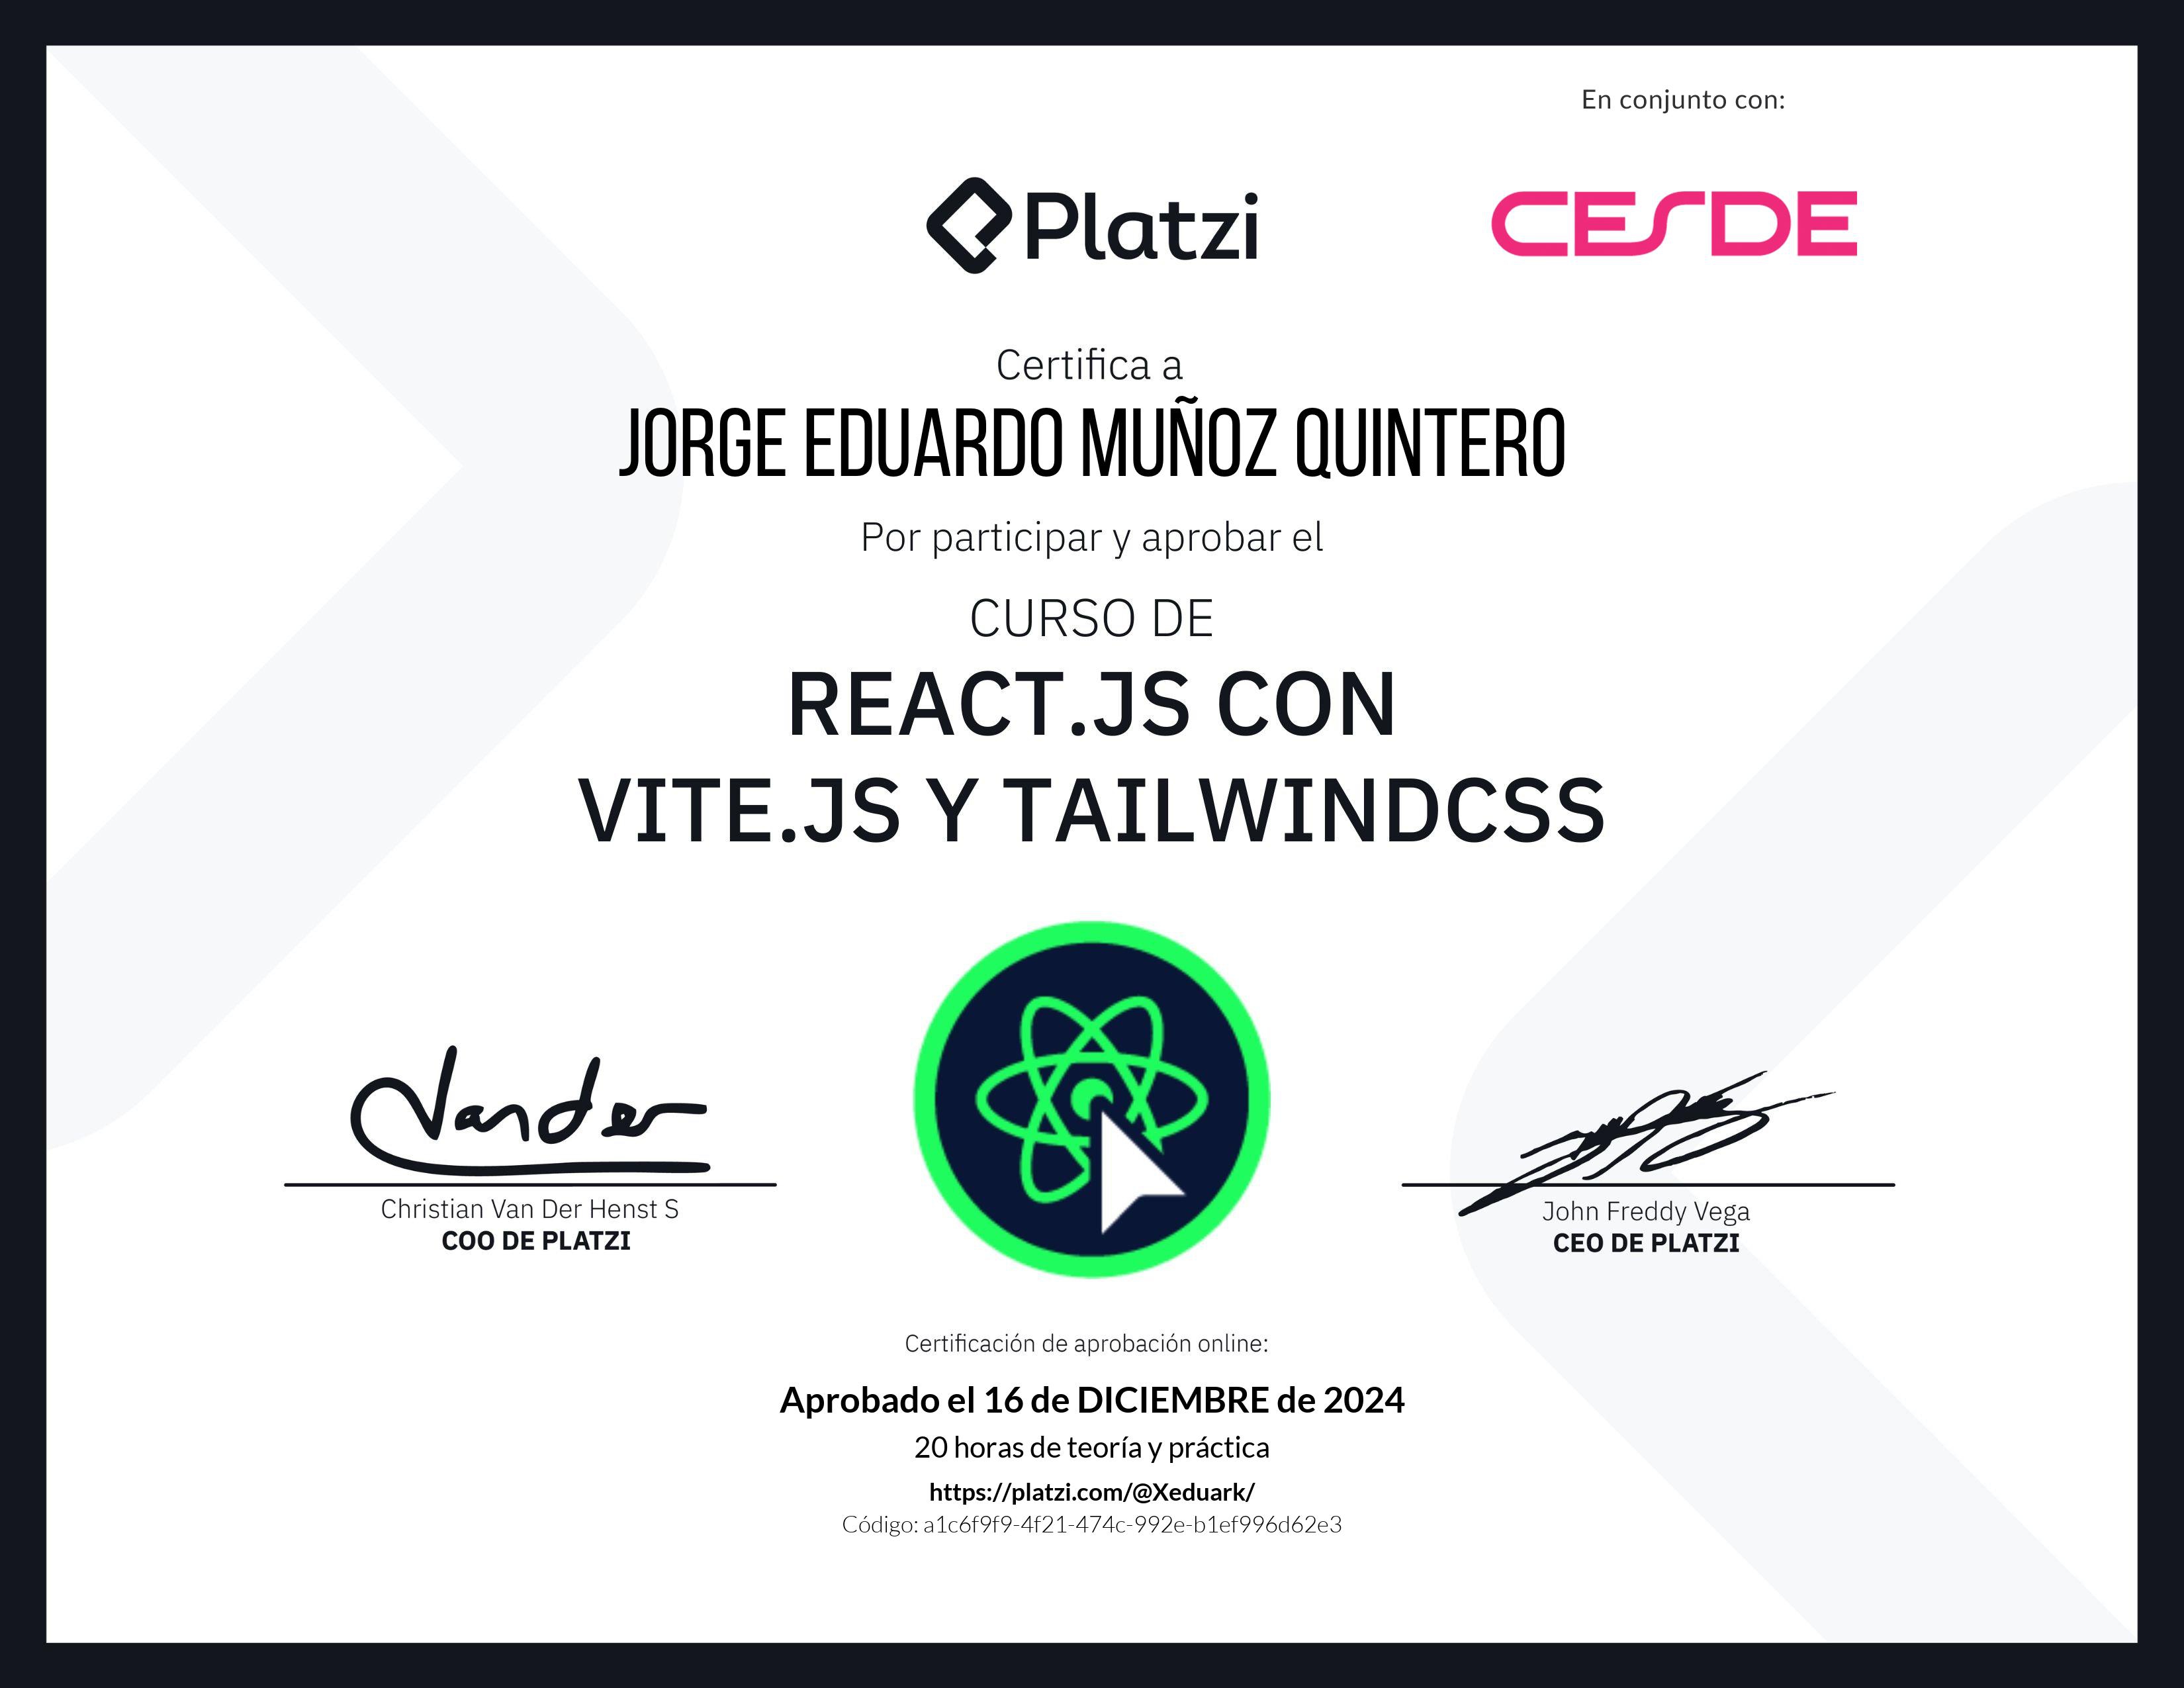 En conjunto con:
Platzi
CESDE
Certifica a
JORGE EDUARDO MUÑOZ QUINTERO
Por participar y aprobar el
CURSO DE
REACT.JS CON
VITE.JS Y TAILWINDCSS
Vander
Christian Van Der Henst S
COO DE PLATZI
John Freddy Vega
CEO DE PLATZI
Certificación de aprobación online:
Aprobado el 16 de DICIEMBRE de 2024
20 horas de teoría y práctica
https://platzi.com/@Xeduark/
Código: a1c6f9f9-4f21-474c-992e-b1ef996d62e3